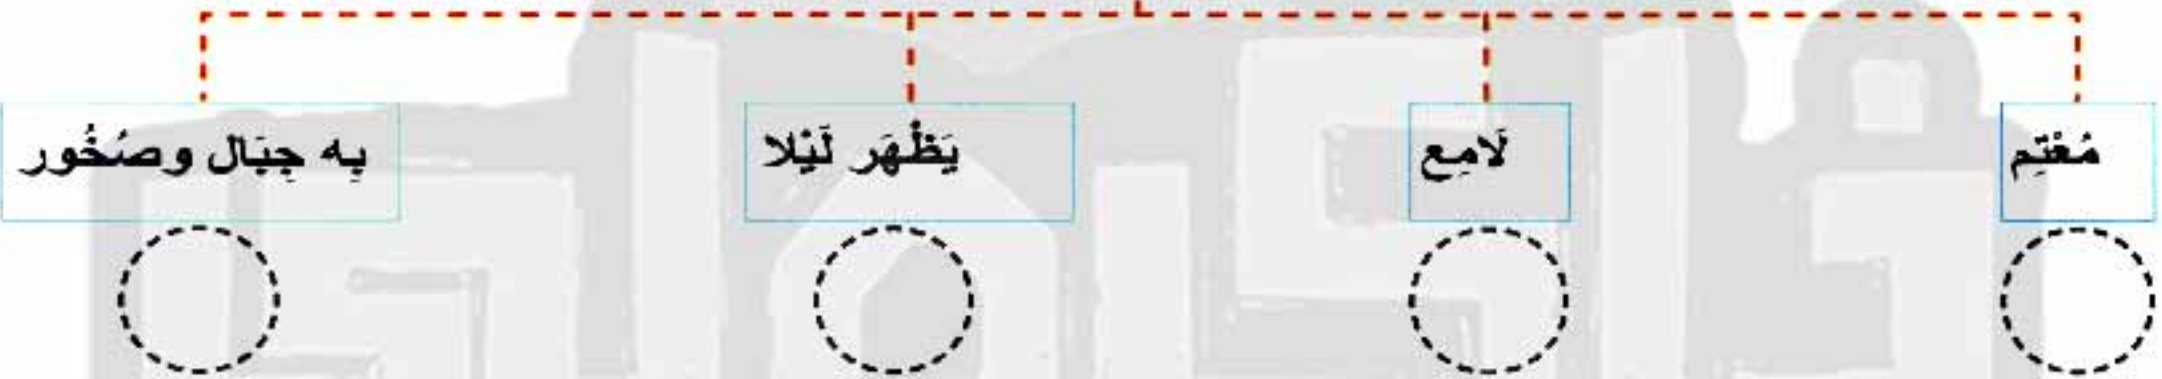 مُعْتِم
لَامِع
يَظْهَر لَيْلا
بِه جِبَال وصُخُور